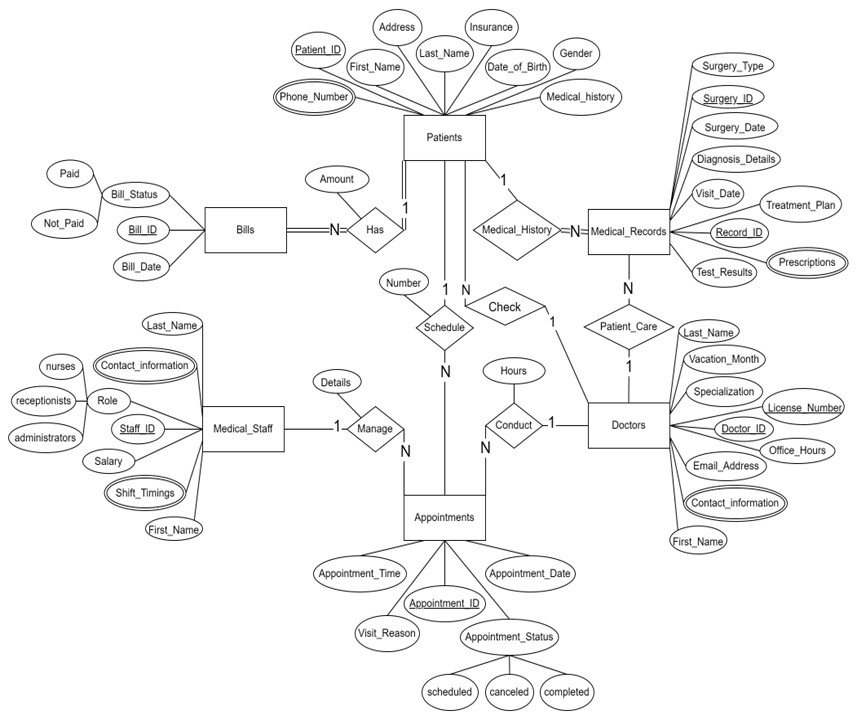 Address
Insurance
Patient_ID
Last_Name
Gender
First_Name
Date_of_Birth
Phone_Number
Medical_history
Patients
Surgery_Type
Surgery_ID
Surgery_Date
Diagnosis_Details
Visit_Date
Treatment_Plan
Record_ID
Prescriptions
Test_Results
Medical_Records
1
Medical_History
N
Paid
Bill_Status
Not_Paid
Bill_ID
Bill_Date
Bills
N
Amount
Has
1
Number
1
Schedule
N
N
Check
1
N
Patient_Care
1
Last_Name
Contact_information
nurses
receptionists
Role
administrators
Staff_ID
Salary
Shift_Timings
First_Name
Medical_Staff
1
Details
Manage
N
Hours
Conduct
N
1
Doctors
Last_Name
Vacation_Month
Specialization
License_Number
Doctor_ID
Office_Hours
Email_Address
Contact_information
First_Name
Appointments
Appointment_Time
Appointment_Date
Appointment_ID
Visit_Reason
Appointment_Status
scheduled
canceled
completed